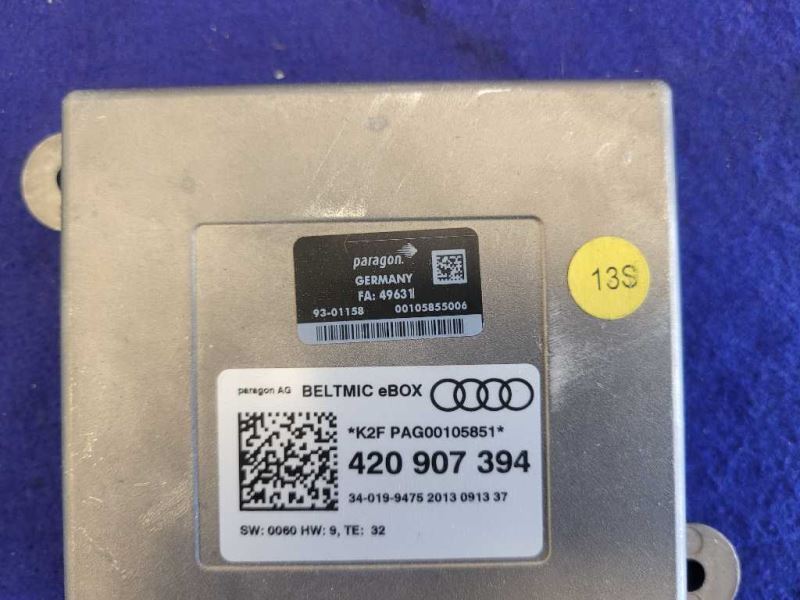 paragon
GERMANY
FA: 49631
93-01158 00105855006
13S
paragon AG BELTMIC eBOX
*K2F PAG00105851*
420 907 394
34-019-9475 2013 0913 37
SW: 0060 HW: 9, TE: 32